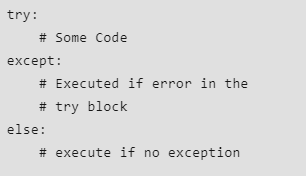 try:
    # Some Code
except:
    # Executed if error in the
    # try block
else:
    # execute if no exception